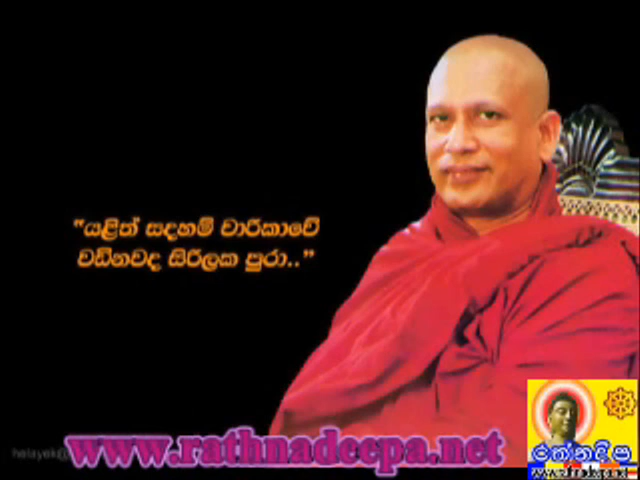 “යළිත් සදහම් චාරිකාවේ
වඩිනවද සිරිලක පුරා..”
www.rathnadeepa.net
රත්නදීප